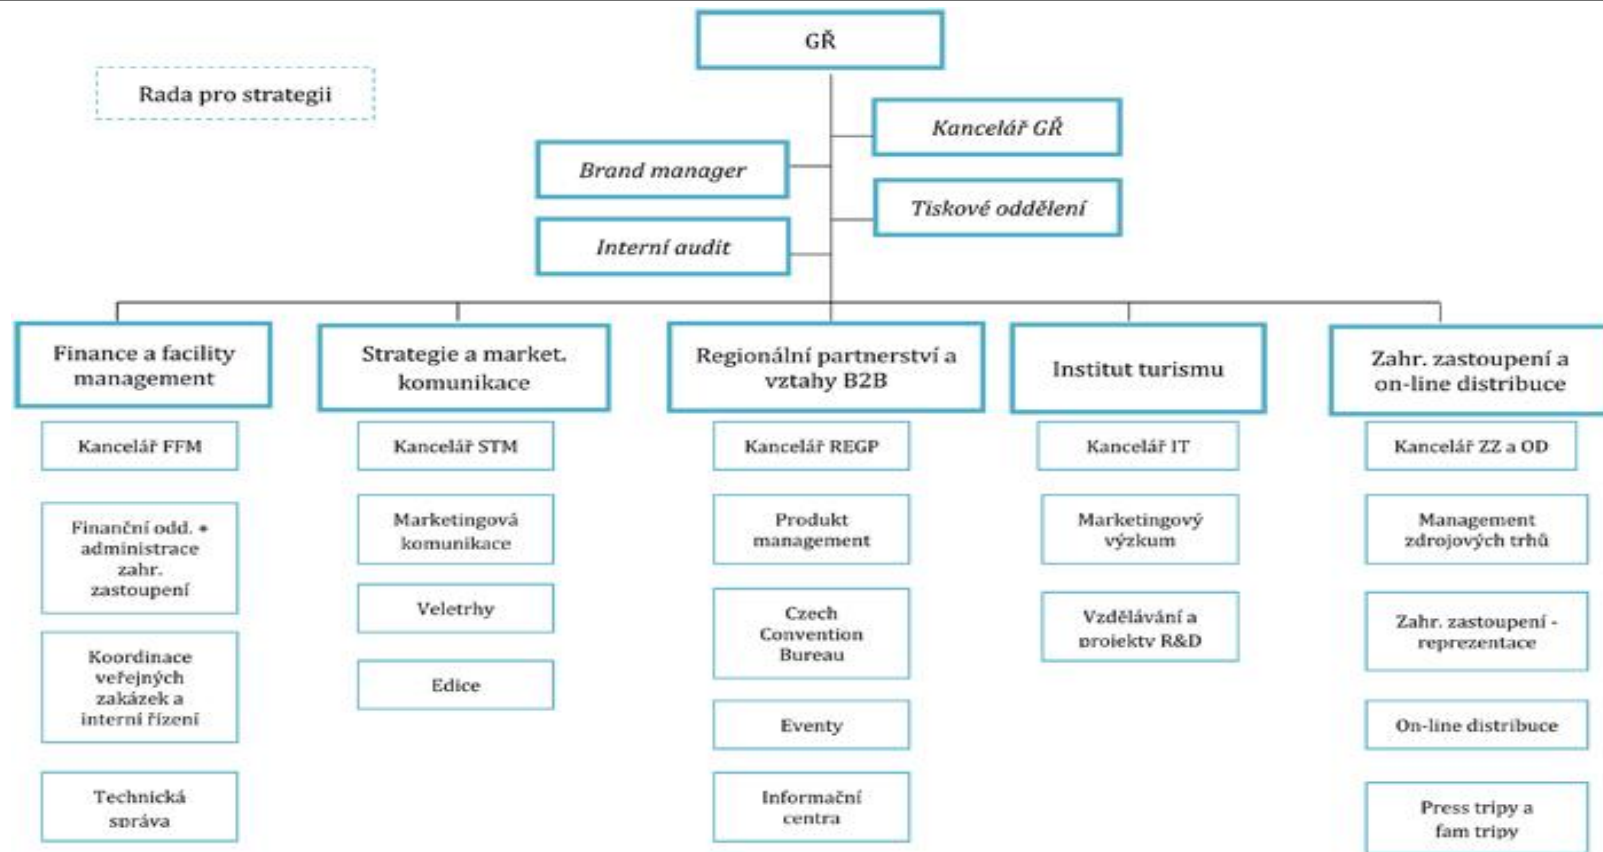 GŘ
Rada pro strategii
Kancelář GŘ
Brand manager
Tiskové oddělení
Interní audit
Finance a facility
management
Strategie a market.
komunikace
Regionální partnerství a
vztahy B2B
Institut turismu
Zahr. zastoupení a
on-line distribuce
Kancelář FFM
Finanční odd. +
administrace
zahr.
zastoupení
Koordinace
veřejných
zakázek a
interní řízení
Technická
správa
Kancelář STM
Marketingová
komunikace
Veletrhy
Edice
Kancelář REGP
Produkt
management
Czech
Convention
Bureau
Eventy
Informační
centra
Kancelář IT
Marketingový
výzkum
Vzdělávání a
projekty R&D
Kancelář ZZ a OD
Management
zdrojových trhů
Zahr. zastoupení -
reprezentace
On-line distribuce
Press tripy a
fam tripy